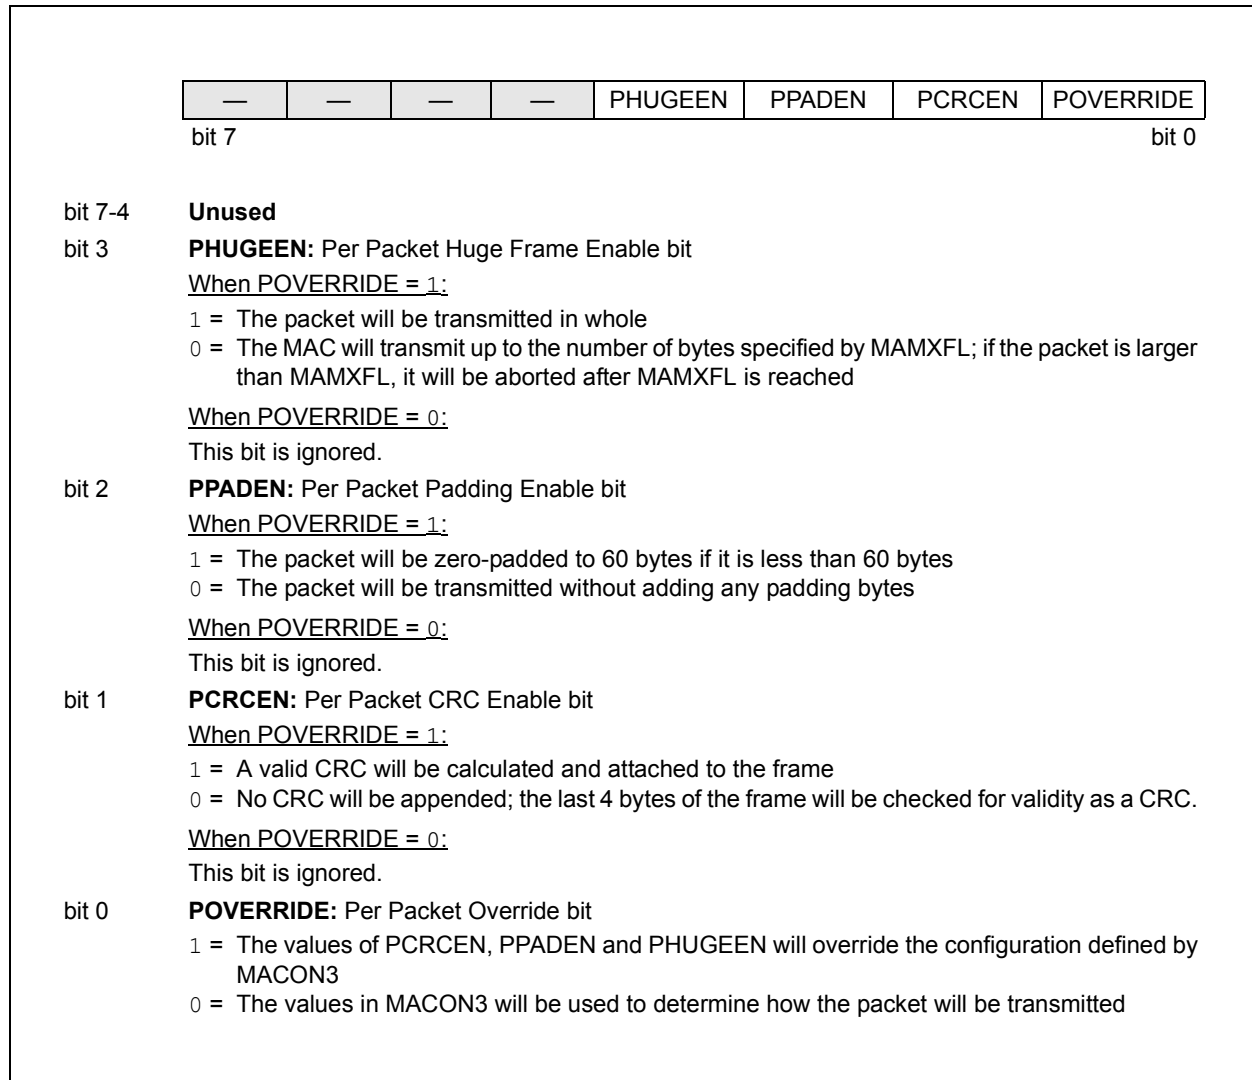 — — — — PHUGEEN PPADEN PCRCEN POVERRIDE
bit 7 bit 0
bit 7-4 Unused
bit 3 PHUGEEN: Per Packet Huge Frame Enable bit
When POVERRIDE = 1:
1 = The packet will be transmitted in whole
0 = The MAC will transmit up to the number of bytes specified by MAMXFL; if the packet is larger
than MAMXFL, it will be aborted after MAMXFL is reached
When POVERRIDE = 0:
This bit is ignored.
bit 2 PPADEN: Per Packet Padding Enable bit
When POVERRIDE = 1:
1 = The packet will be zero-padded to 60 bytes if it is less than 60 bytes
0 = The packet will be transmitted without adding any padding bytes
When POVERRIDE = 0:
This bit is ignored.
bit 1 PCRCEN: Per Packet CRC Enable bit
When POVERRIDE = 1:
1 = A valid CRC will be calculated and attached to the frame
0 = No CRC will be appended; the last 4 bytes of the frame will be checked for validity as a CRC.
When POVERRIDE = 0:
This bit is ignored.
bit 0 POVERRIDE: Per Packet Override bit
1 = The values of PCRCEN, PPADEN and PHUGEEN will override the configuration defined by
MACON3
0 = The values in MACON3 will be used to determine how the packet will be transmitted